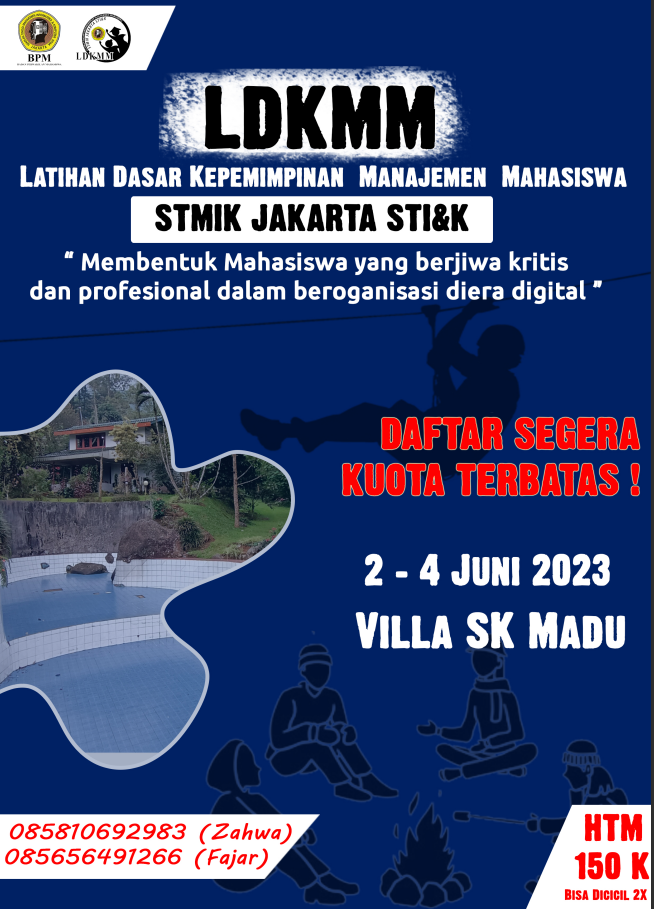 BPM
LDKMM
LDKMM
LATIHAN DASAR KEPEMIMPINAN MANAJEMEN MAHASISWA
STMIK JAKARTA STI&K
“ Membentuk Mahasiswa yang berjiwa kritis
dan profesional dalam beroganisasi diera digital ”
DAFTAR SEGERA
KUOTA TERBATAS !
2 - 4 JUNI 2023
VILLA SK MADU
085810692983 (Zahwa)
085656491266 (Fajar)
HTM
150 K
BISA DICICIL 2X